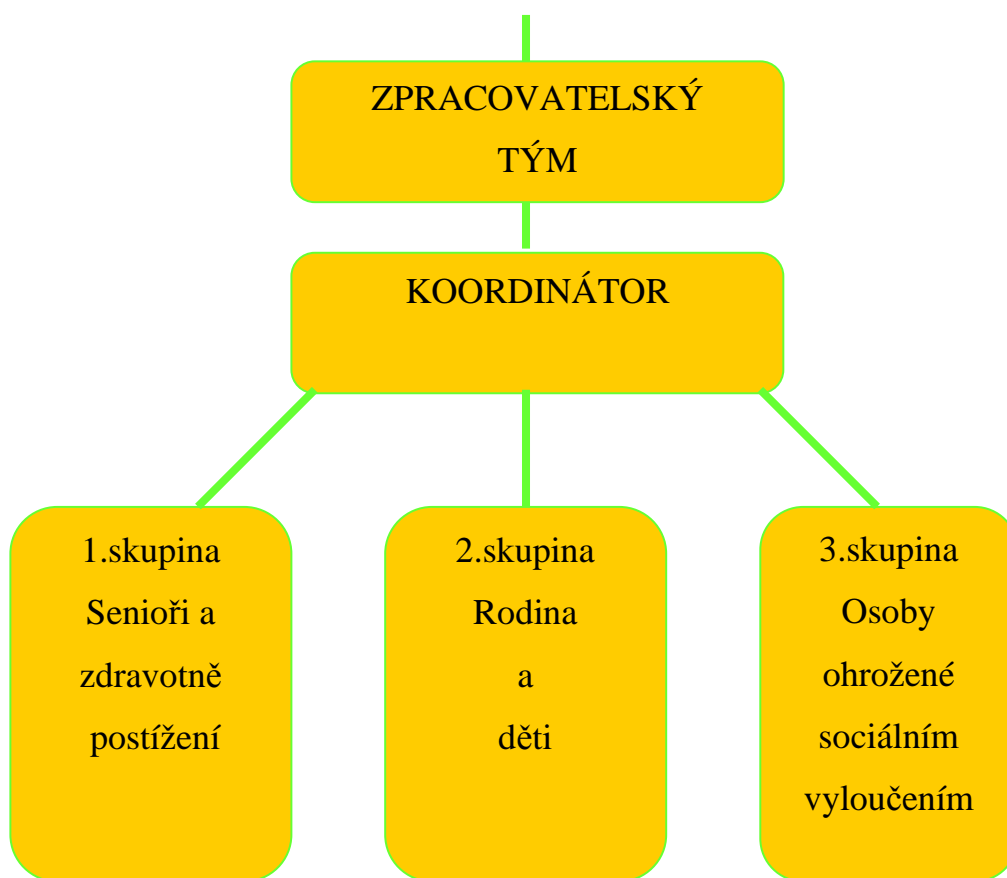 ZPRACOVATELSKÝ
TÝM
KOORDINÁTOR
1.skupina
Senioři a
zdravotně
postížení
2.skupina
Rodina
a
děti
3.skupina
Osoby
ohrožené
sociálním
vyloučením